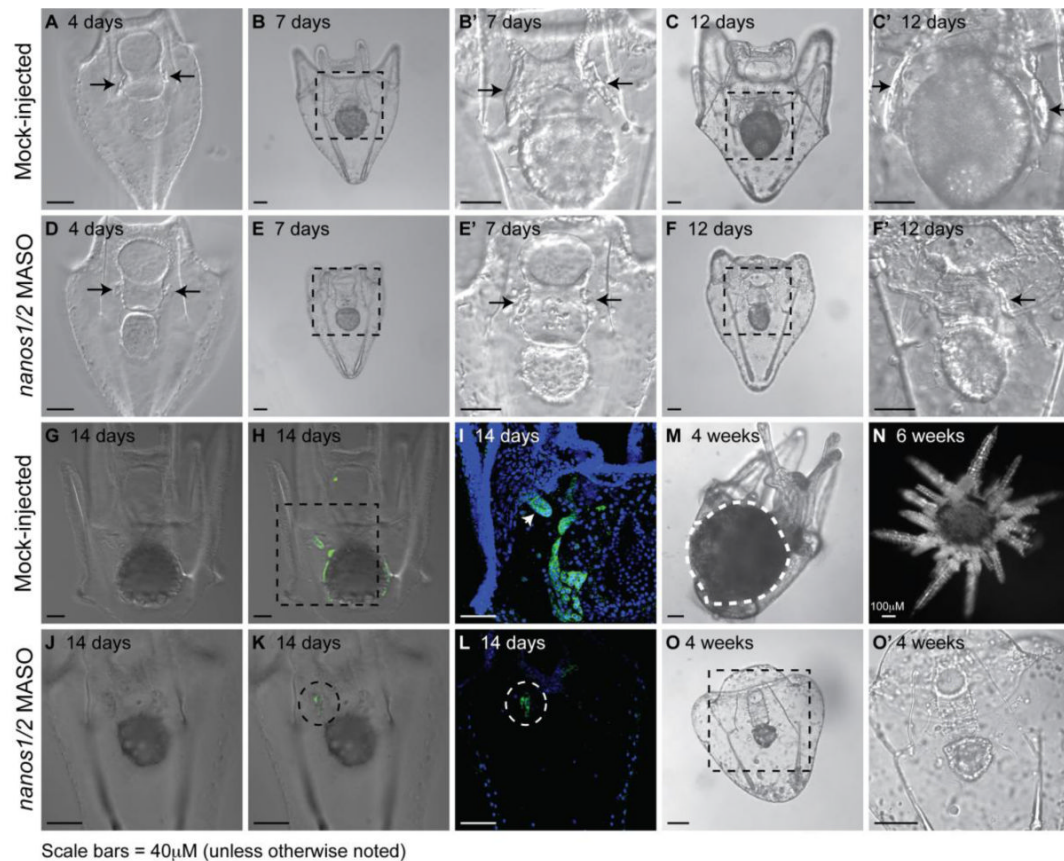 Mock-injected
A 4 days
B 7 days
B' 7 days
C 12 days
C' 12 days
nanos1/2 MASO
D 4 days
E 7 days
E' 7 days
F 12 days
F' 12 days
Mock-injected
G 14 days
H 14 days
I 14 days
M 4 weeks
N 6 weeks
100µM
nanos1/2 MASO
J 14 days
K 14 days
L 14 days
O 4 weeks
O' 4 weeks
Scale bars = 40µM (unless otherwise noted)